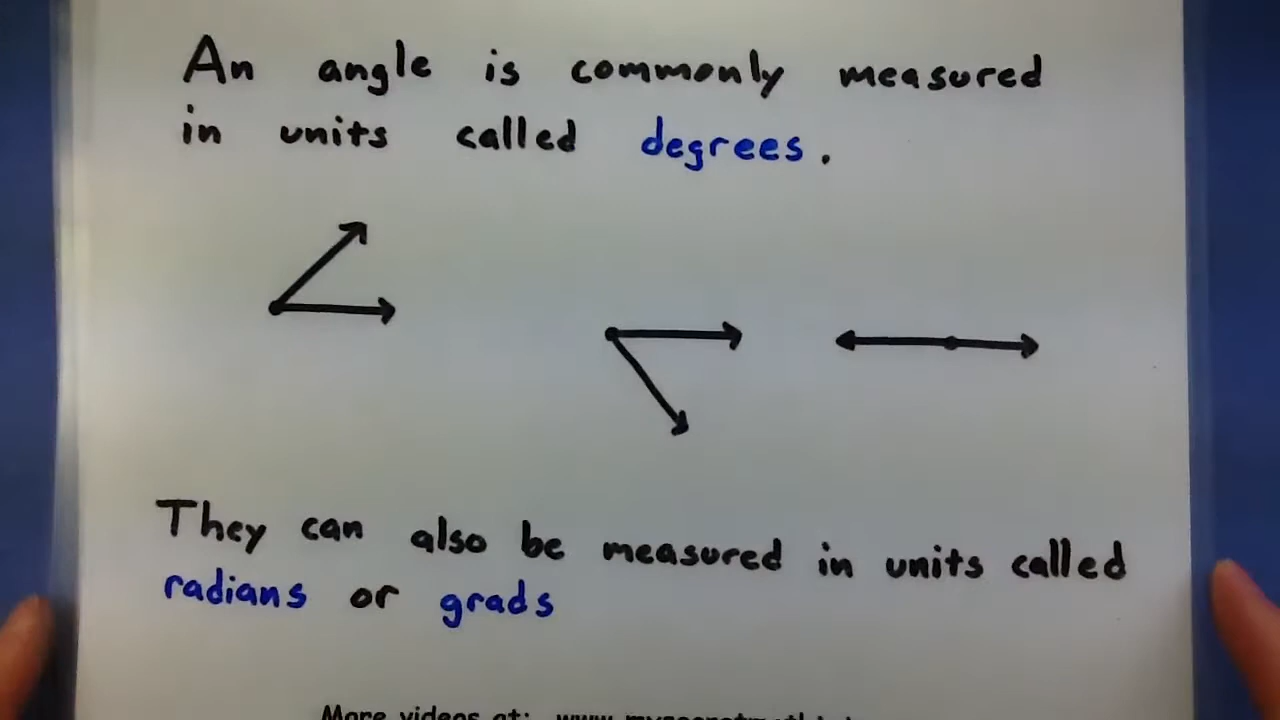 An angle is commonly measured
in units called degrees.
They can also be measured in units called
radians or grads
More videos at: